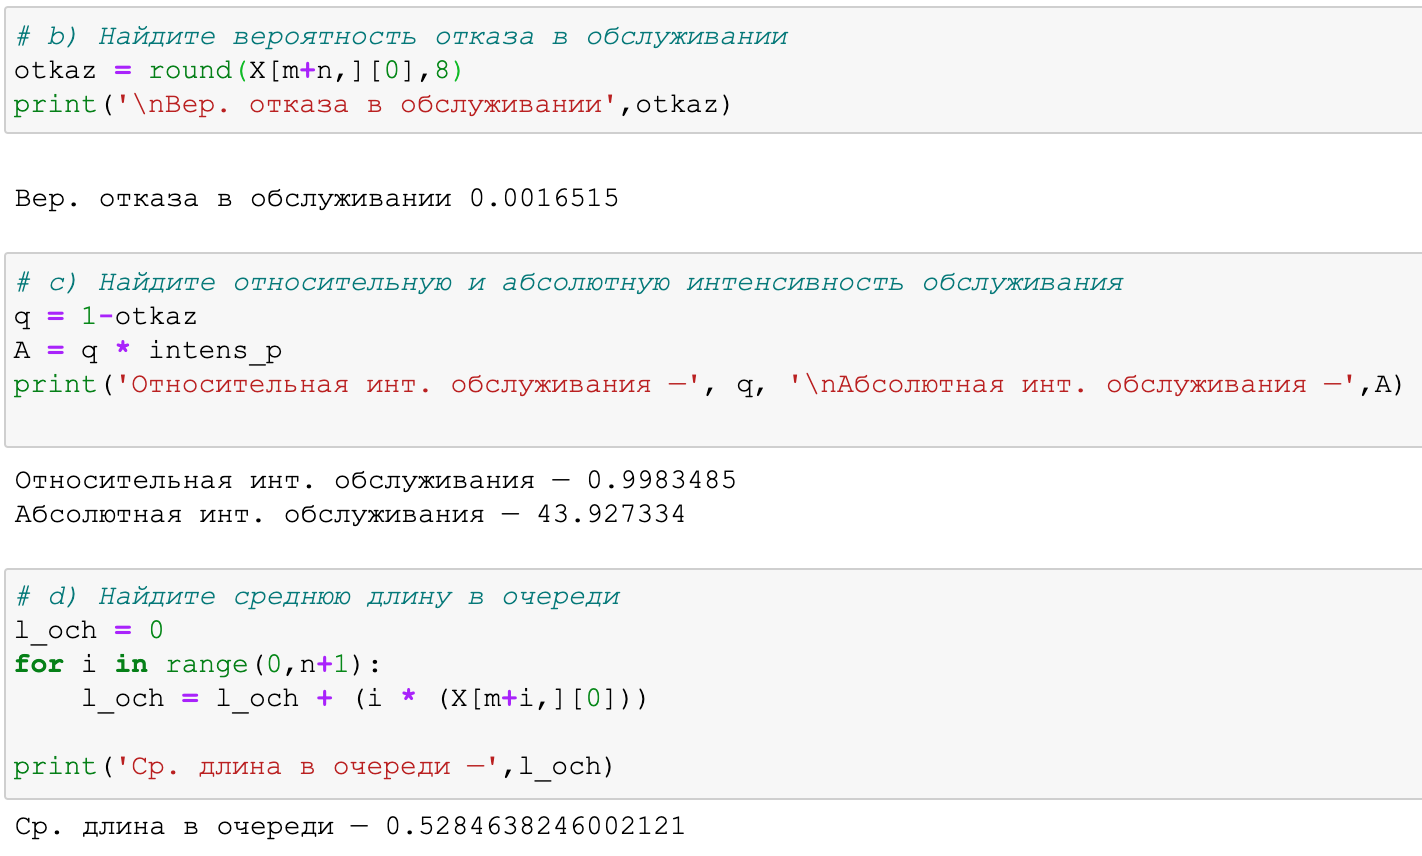 # b) Найдите вероятность отказа в обслуживании
otkaz = round(X[m+n,][0],8)
print('\nВер. отказа в обслуживании',otkaz)
Вер. отказа в обслуживании 0.0016515
# c) Найдите относительную и абсолютную интенсивность обслуживания
q = 1-otkaz
A = q * intens_p
print('Относительная инт. обслуживания —', q, '\nАбсолютная инт. обслуживания —',A)
Относительная инт. обслуживания — 0.9983485
Абсолютная инт. обслуживания — 43.927334
# d) Найдите среднюю длину в очереди
l_och = 0
for i in range(0,n+1):
    l_och = l_och + (i * (X[m+i,][0]))
print('Ср. длина в очереди —',l_och)
Ср. длина в очереди — 0.5284638246002121